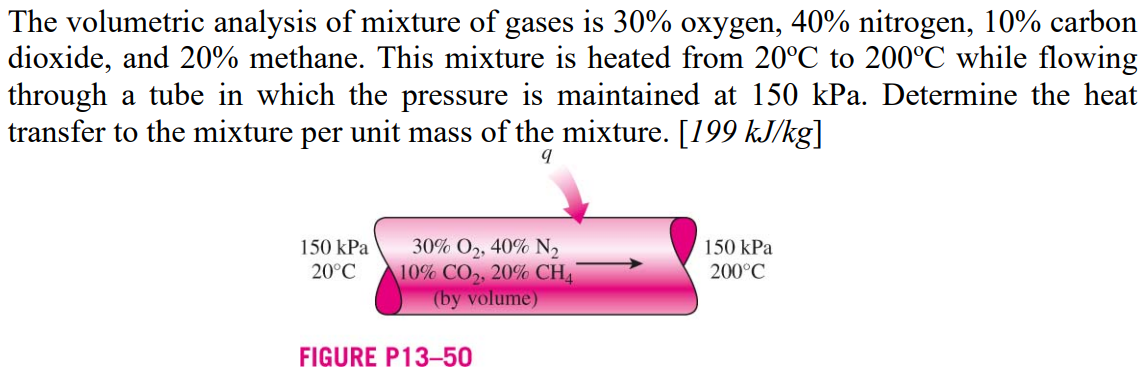 The volumetric analysis of mixture of gases is 30% oxygen, 40% nitrogen, 10% carbon
dioxide, and 20% methane. This mixture is heated from 20ºC to 200ºC while flowing
through a tube in which the pressure is maintained at 150 kPa. Determine the heat
transfer to the mixture per unit mass of the mixture. [199 kJ/kg]
q
150 kPa
20°C
30% O₂, 40% N₂
10% CO₂, 20% CH₄
(by volume)
150 kPa
200°C
FIGURE P13–50